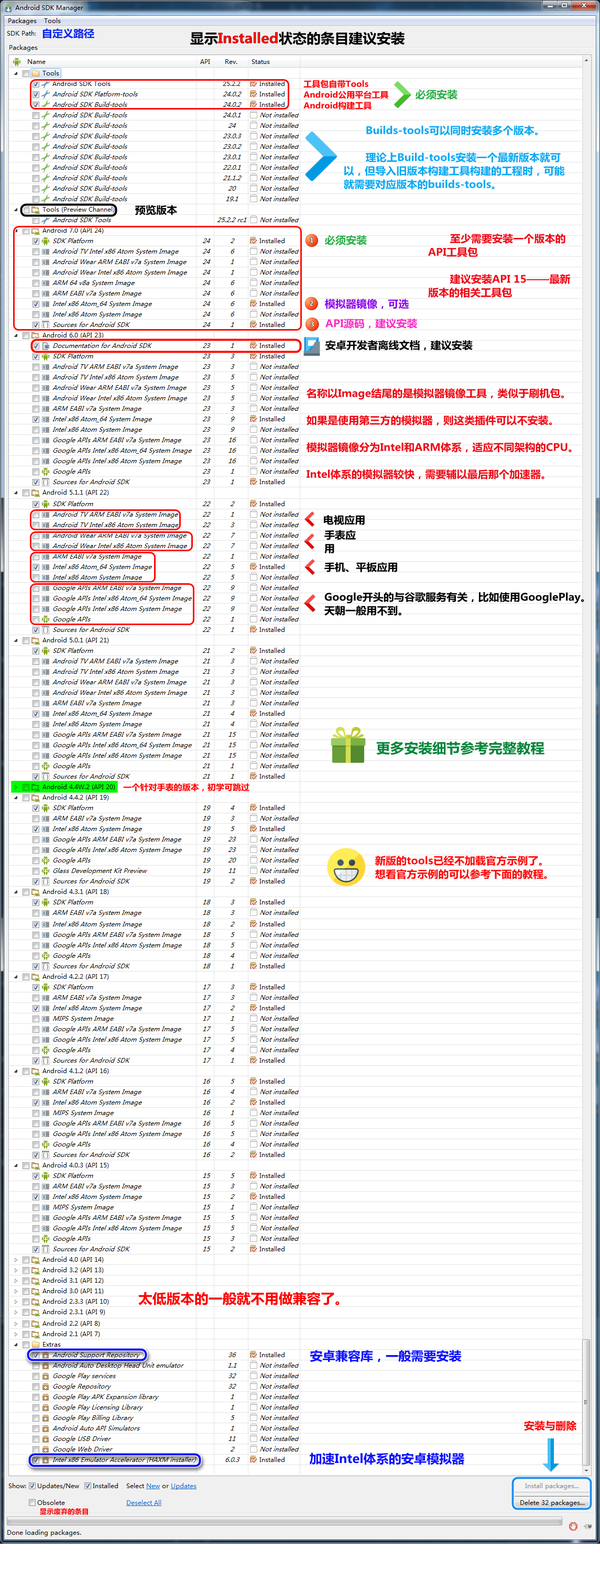 Android SDK Manager
Packages Tools
SDK Path: 自定义路径
显示Installed状态的条目建议安装
Packages
Name API Rev. Status
Tools
Android SDK Tools 25.2.2 Installed
工具包自带Tools
Android SDK Platform-tools 24.0.2 Installed
Android公用平台工具
必须安装
Android SDK Build-tools 24.0.2 Installed
Android构建工具
Android SDK Build-tools 24.0.1 Not installed
Android SDK Build-tools 24 Not installed
Builds-tools可以同时安装多个版本。
Android SDK Build-tools 23.0.3 Not installed
Android SDK Build-tools 23.0.2 Not installed
Android SDK Build-tools 23.0.1 Not installed
理论上Build-tools安装一个最新版本就可
以，但导入旧版本构建工具构建的工程时，可能
就需要对应版本的builds-tools。
Android SDK Build-tools 22.0.1 Not installed
Android SDK Build-tools 21.1.2 Not installed
Android SDK Build-tools 20 Not installed
Android SDK Build-tools 19.1 Not installed
Tools (Preview Channel) 预览版本
Android SDK Tools 25.2.2 rc1 Not installed
Android 7.0 (API 24)
SDK Platform 24 2 Installed
1 必须安装
至少需要安装一个版本的
API工具包
Android TV Intel x86 Atom System Image 24 6 Not installed
Android Wear ARM EABI v7a System Image 24 1 Not installed
Android Wear Intel x86 Atom System Image 24 1 Not installed
建议安装API 15——最新
版本的相关工具包
ARM 64 v8a System Image 24 6 Not installed
ARM EABI v7a System Image 24 6 Not installed
Intel x86 Atom_64 System Image 24 6 Installed
2 模拟器镜像，可选
Intel x86 Atom System Image 24 6 Not installed
Sources for Android SDK 24 1 Installed
3 API源码，建议安装
Android 6.0 (API 23)
Documentation for Android SDK 23 1 Installed
安卓开发者离线文档，建议安装
SDK Platform 23 3 Installed
Android TV ARM EABI v7a System Image 23 3 Not installed
Android TV Intel x86 Atom System Image 23 5 Not installed
Android Wear ARM EABI v7a System Image 23 5 Not installed
名称以Image结尾的是模拟器镜像工具，类似于刷机包。
Android Wear Intel x86 Atom System Image 23 5 Not installed
ARM EABI v7a System Image 23 3 Not installed
Intel x86 Atom_64 System Image 23 9 Installed
如果是使用第三方的模拟器，则这类插件可以不安装。
Intel x86 Atom System Image 23 9 Not installed
Google APIs ARM EABI v7a System Image 23 16 Not installed
模拟器镜像分为Intel和ARM体系，适应不同架构的CPU。
Google APIs Intel x86 Atom_64 System Image 23 16 Not installed
Google APIs Intel x86 Atom System Image 23 16 Not installed
Google APIs 23 1 Not installed
Intel体系的模拟器较快，需要辅以最后那个加速器。
Sources for Android SDK 23 1 Installed
Android 5.1.1 (API 22)
SDK Platform 22 2 Installed
Android TV ARM EABI v7a System Image 22 1 Not installed
电视应用
Android TV Intel x86 Atom System Image 22 3 Not installed
Android Wear ARM EABI v7a System Image 22 7 Not installed
手表应
用
Android Wear Intel x86 Atom System Image 22 7 Not installed
ARM EABI v7a System Image 22 1 Not installed
Intel x86 Atom_64 System Image 22 5 Installed
手机、平板应用
Intel x86 Atom System Image 22 5 Not installed
Google APIs ARM EABI v7a System Image 22 9 Not installed
Google APIs Intel x86 Atom_64 System Image 22 9 Not installed
Google开头的与谷歌服务有关，比如使用GooglePlay。
天朝一般用不到。
Google APIs Intel x86 Atom System Image 22 9 Not installed
Google APIs 22 1 Not installed
Sources for Android SDK 22 1 Installed
Android 5.0.1 (API 21)
SDK Platform 21 2 Installed
Android TV ARM EABI v7a System Image 21 3 Not installed
Android TV Intel x86 Atom System Image 21 3 Not installed
Android Wear ARM EABI v7a System Image 21 3 Not installed
Android Wear Intel x86 Atom System Image 21 3 Not installed
ARM EABI v7a System Image 21 3 Not installed
Intel x86 Atom_64 System Image 21 4 Installed
Intel x86 Atom System Image 21 4 Not installed
Google APIs ARM EABI v7a System Image 21 15 Not installed
Google APIs Intel x86 Atom_64 System Image 21 15 Not installed
更多安装细节参考完整教程
Google APIs Intel x86 Atom System Image 21 15 Not installed
Google APIs 21 1 Not installed
Sources for Android SDK 21 1 Installed
Android 4.4W.2 (API 20) 一个针对手表的版本，初学可跳过
Android 4.4.2 (API 19)
SDK Platform 19 4 Installed
ARM EABI v7a System Image 19 3 Not installed
Intel x86 Atom System Image 19 5 Installed
Google APIs ARM EABI v7a System Image 19 23 Not installed
Google APIs Intel x86 Atom System Image 19 23 Not installed
Google APIs 19 20 Not installed
新版的tools已经不加载官方示例了。
想看官方示例的可以参考下面的教程。
Glass Development Kit Preview 19 11 Not installed
Sources for Android SDK 19 2 Installed
Android 4.3.1 (API 18)
SDK Platform 18 3 Installed
ARM EABI v7a System Image 18 3 Not installed
Intel x86 Atom System Image 18 2 Installed
Google APIs ARM EABI v7a System Image 18 5 Not installed
Google APIs Intel x86 Atom System Image 18 5 Not installed
Google APIs 18 4 Not installed
Sources for Android SDK 18 1 Installed
Android 4.2.2 (API 17)
SDK Platform 17 3 Installed
ARM EABI v7a System Image 17 3 Not installed
Intel x86 Atom System Image 17 2 Installed
MIPS System Image 17 1 Not installed
Google APIs ARM EABI v7a System Image 17 5 Not installed
Google APIs Intel x86 Atom System Image 17 5 Not installed
Google APIs 17 4 Not installed
Sources for Android SDK 17 1 Installed
Android 4.1.2 (API 16)
SDK Platform 16 5 Installed
ARM EABI v7a System Image 16 4 Not installed
Intel x86 Atom System Image 16 2 Installed
MIPS System Image 16 1 Not installed
Google APIs ARM EABI v7a System Image 16 5 Not installed
Google APIs Intel x86 Atom System Image 16 5 Not installed
Google APIs 16 4 Not installed
Sources for Android SDK 16 2 Installed
Android 4.0.3 (API 15)
SDK Platform 15 5 Installed
ARM EABI v7a System Image 15 3 Not installed
Intel x86 Atom System Image 15 2 Installed
MIPS System Image 15 1 Not installed
Google APIs ARM EABI v7a System Image 15 5 Not installed
Google APIs Intel x86 Atom System Image 15 5 Not installed
Google APIs 15 3 Not installed
Sources for Android SDK 15 2 Installed
Android 4.0 (API 14)
Android 3.2 (API 13)
Android 3.1 (API 12)
Android 3.0 (API 11)
Android 2.3.3 (API 10)
太低版本的一般就不用做兼容了。
Android 2.3.1 (API 9)
Android 2.2 (API 8)
Android 2.1 (API 7)
Extras
Android Support Repository 36 Installed
安卓兼容库，一般需要安装
Android Auto Desktop Head Unit emulator 1.1 Not installed
Google Play services 32 Not installed
Google Repository 32 Not installed
Google Play APK Expansion library 1 Not installed
Google Play Licensing Library 1 Not installed
Google Play Billing Library 5 Not installed
Android Auto API Simulators 1 Not installed
安装与删除
Google USB Driver 11 Not installed
Google Web Driver 2 Not installed
Intel x86 Emulator Accelerator (HAXM installer) 6.0.3 Installed
加速Intel体系的安卓模拟器
Show: Updates/New Installed Select New or Updates
Install packages...
Obsolete Deselect All
Delete 32 packages...
显示废弃的条目
Done loading packages.